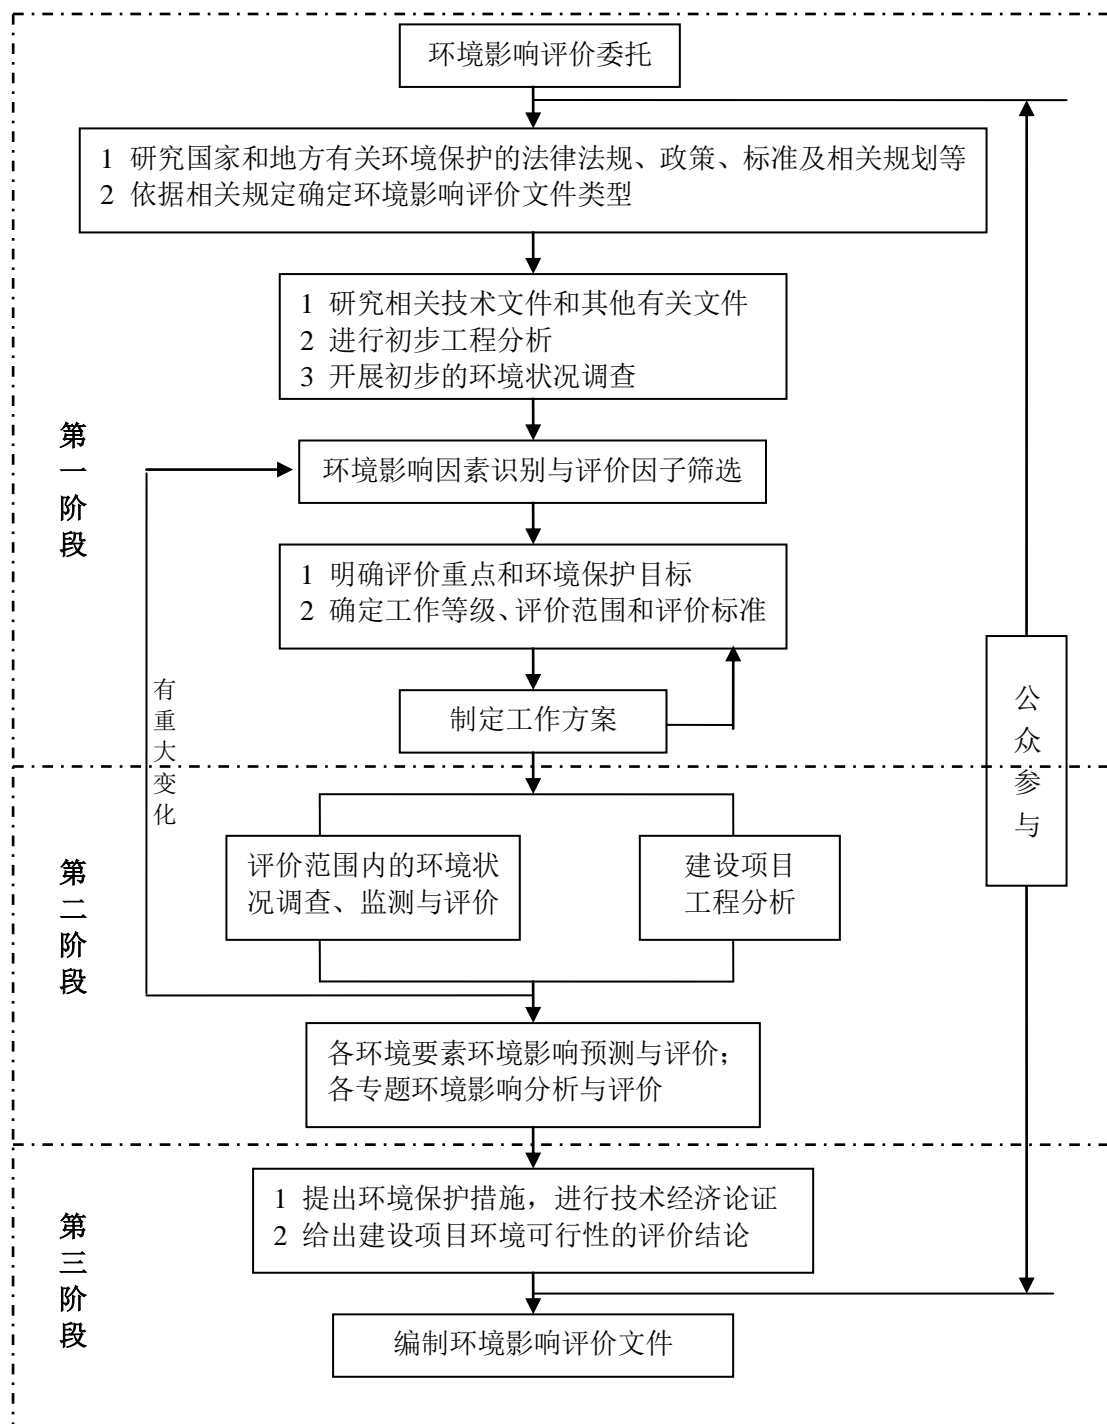 环境影响评价委托
1 研究国家和地方有关环境保护的法律法规、政策、标准及相关规划等
2 依据相关规定确定环境影响评价文件类型
1 研究相关技术文件和其他有关文件
2 进行初步工程分析
3 开展初步的环境状况调查
第一阶段
环境影响因素识别与评价因子筛选
1 明确评价重点和环境保护目标
2 确定工作等级、评价范围和评价标准
有重大变化
制定工作方案
公众参与
第二阶段
评价范围内的环境状
况调查、监测与评价
建设项目
工程分析
各环境要素环境影响预测与评价；
各专题环境影响分析与评价
第三阶段
1 提出环境保护措施，进行技术经济论证
2 给出建设项目环境可行性的评价结论
编制环境影响评价文件